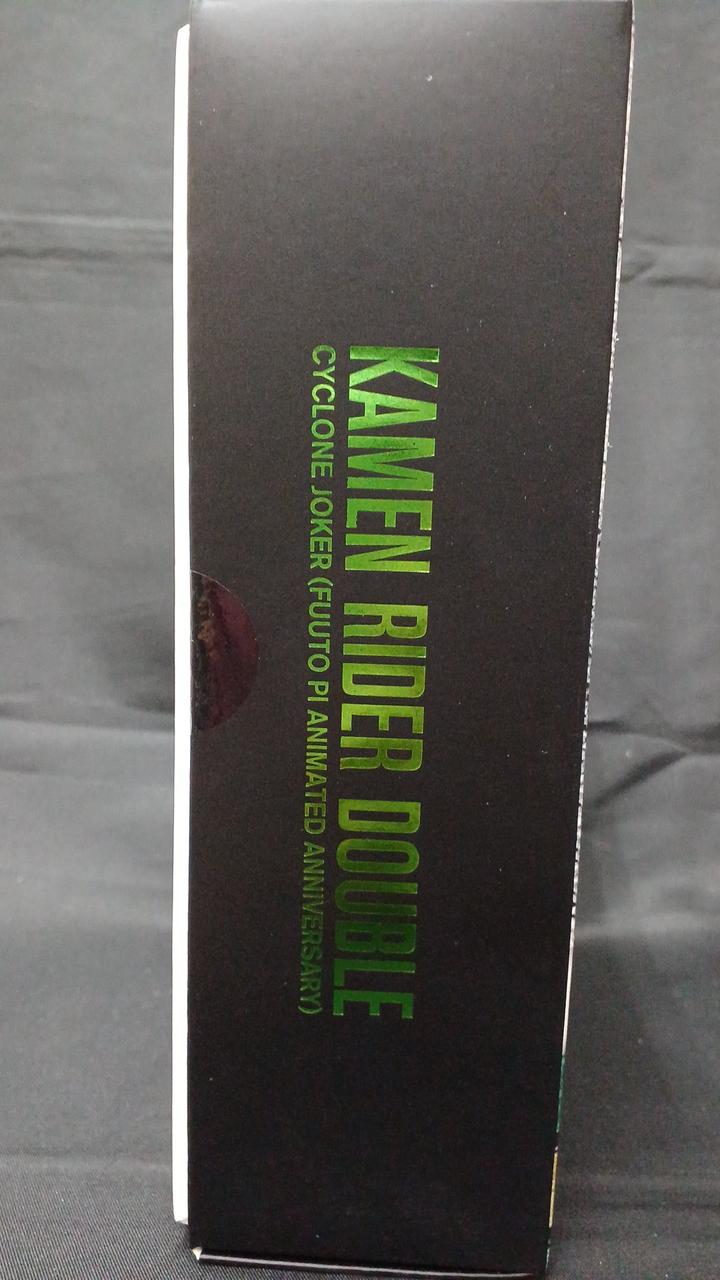 KAMEN RIDER DOUBLE
CYCLONE JOKER (FUUTO PI ANIMATED ANNIVERSARY)